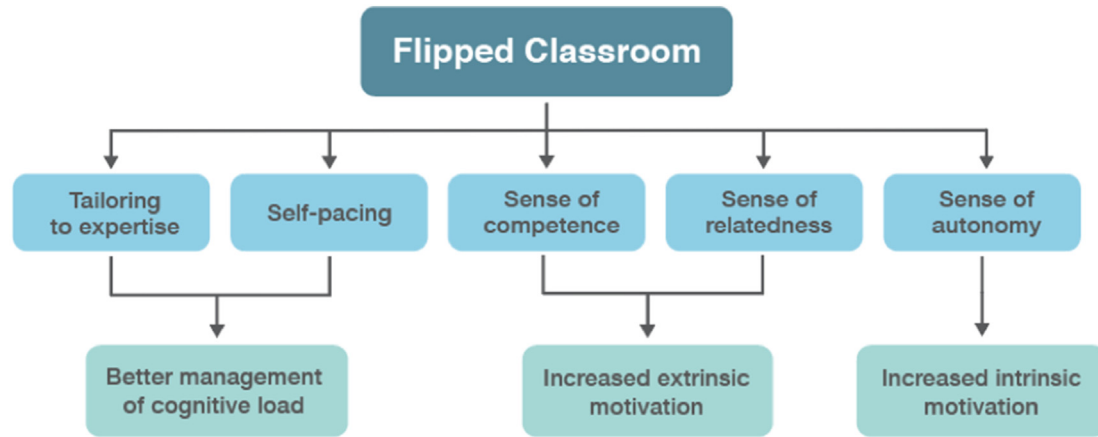 Flipped Classroom
Tailoring
to expertise
Self-pacing
Sense of
competence
Sense of
relatedness
Sense of
autonomy
Better management
of cognitive load
Increased extrinsic
motivation
Increased intrinsic
motivation